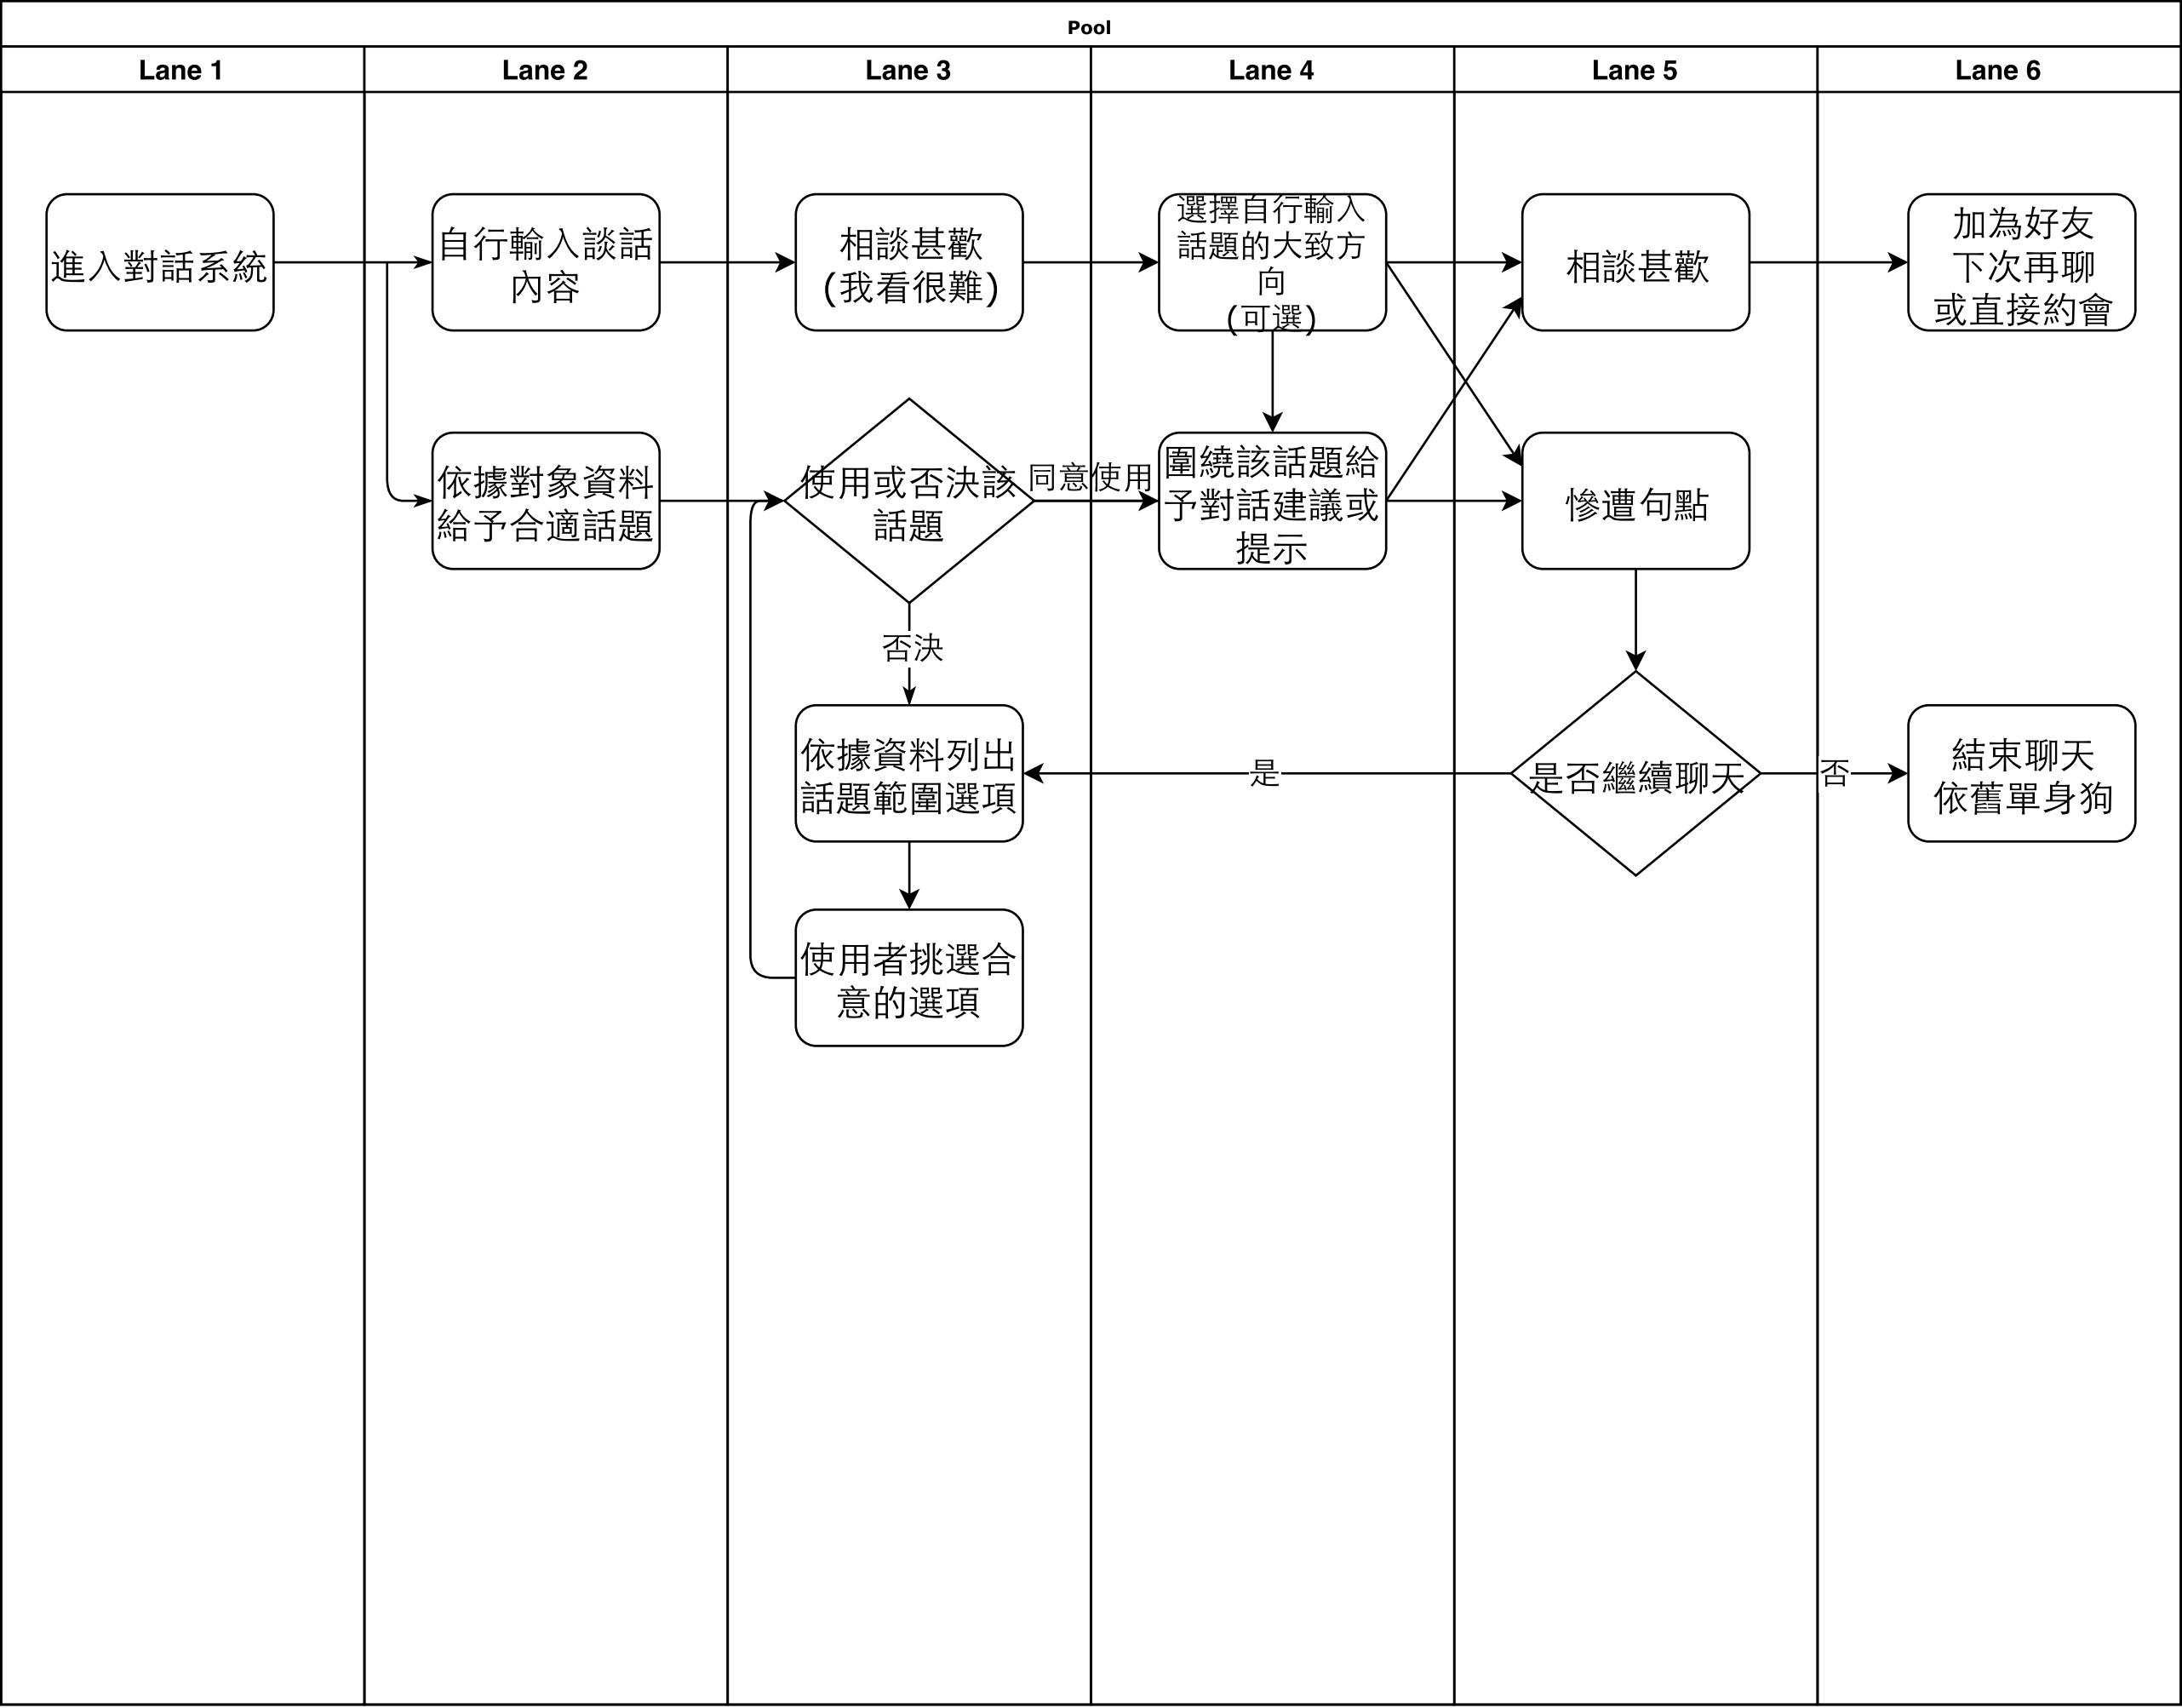 Pool
Lane 1
Lane 2
Lane 3
Lane 4
Lane 5
Lane 6
進入對話系統
自行輸入談話
內容
相談甚歡
(我看很難)
選擇自行輸入
話題的大致方
向
(可選)
相談甚歡
加為好友
下次再聊
或直接約會
依據對象資料
給予合適話題
使用或否決該
話題
同意使用
圍繞該話題給
予對話建議或
提示
慘遭句點
否決
依據資料列出
話題範圍選項
是
是否繼續聊天
否
結束聊天
依舊單身狗
使用者挑選合
意的選項